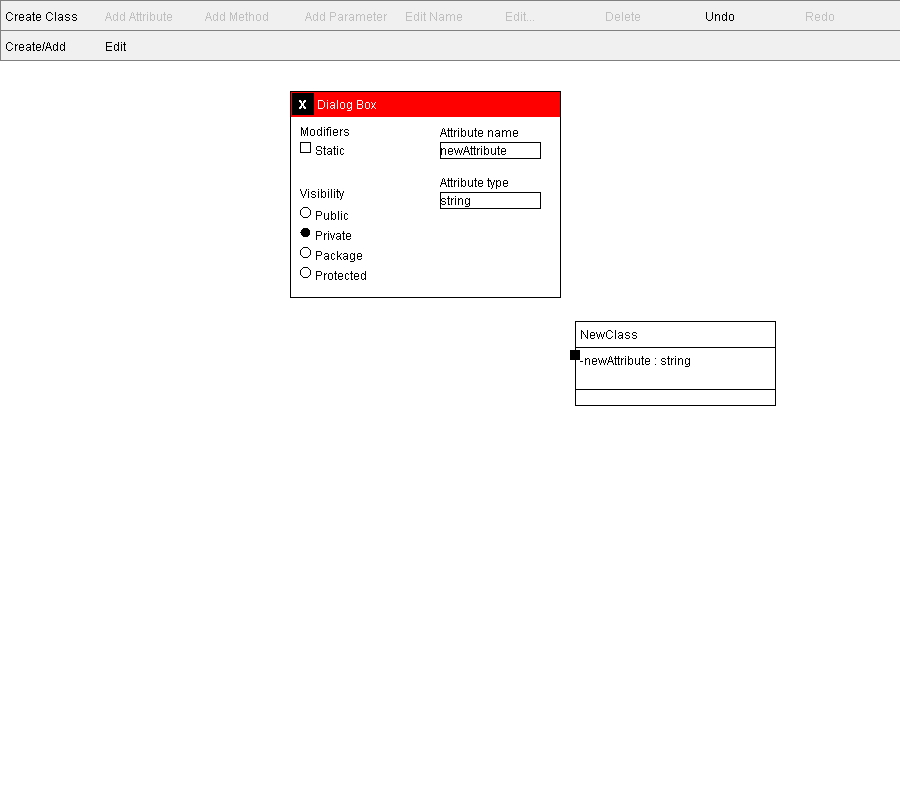 Create Class Add Attribute Add Method Add Parameter Edit Name Edit... Delete Undo Redo
Create/Add Edit
X Dialog Box
Modifiers
Static
Visibility
Public
Private
Package
Protected
Attribute name
newAttribute
Attribute type
string
NewClass
-newAttribute : string